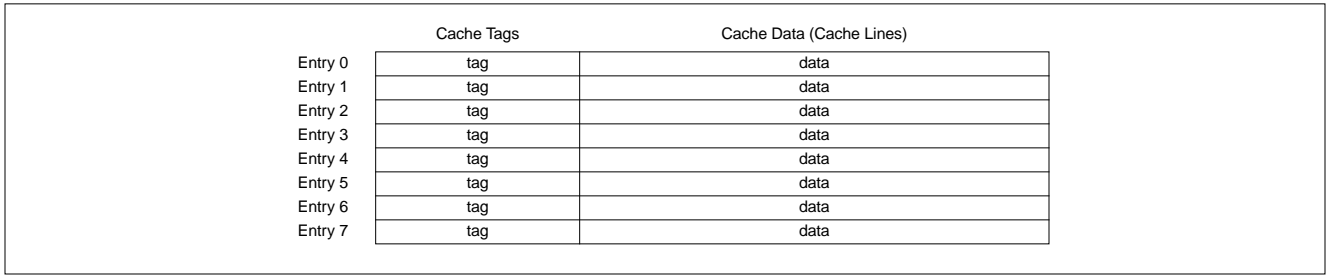 Cache Tags Cache Data (Cache Lines)
Entry 0 tag data
Entry 1 tag data
Entry 2 tag data
Entry 3 tag data
Entry 4 tag data
Entry 5 tag data
Entry 6 tag data
Entry 7 tag data